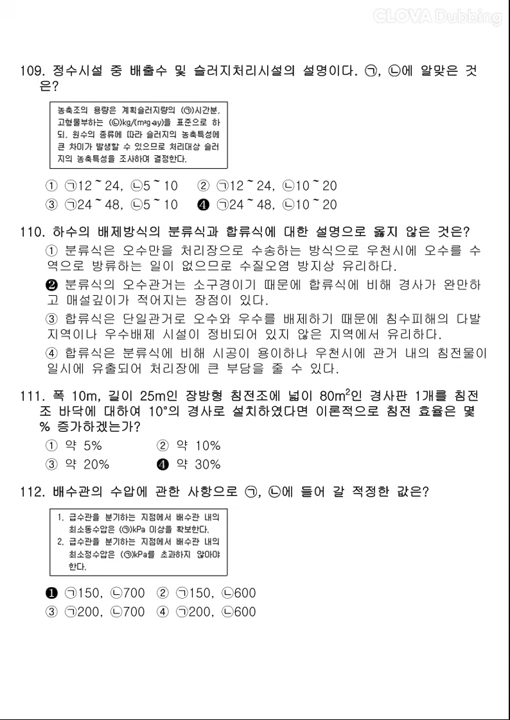 CLOVA Dubbing
109. 정수시설 중 배출수 및 슬러지처리시설의 설명이다. ㉠, ㉡에 알맞은 것
은?
농축조의 용량은 계획슬러지량의 (㉠)시간분,
고형물부하는 (㉡)kg/(m²·day)을 표준으로 하
되, 원수의 종류에 따라 슬러지의 농축특성에
큰 차이가 발생할 수 있으므로 처리대상 슬러
지의 농축특성을 조사하여 결정한다.
① ㉠12~24, ㉡5~10 ② ㉠12~24, ㉡10~20
③ ㉠24~48, ㉡5~10 ❹ ㉠24~48, ㉡10~20
110. 하수의 배제방식의 분류식과 합류식에 대한 설명으로 옳지 않은 것은?
① 분류식은 오수만을 처리장으로 수송하는 방식으로 우천시에 오수를 수
역으로 방류하는 일이 없으므로 수질오염 방지상 유리하다.
❷ 분류식의 오수관거는 소구경이기 때문에 합류식에 비해 경사가 완만하
고 매설깊이가 적어지는 장점이 있다.
③ 합류식은 단일관거로 오수와 우수를 배제하기 때문에 침수피해의 다발
지역이나 우수배제 시설이 정비되어 있지 않은 지역에서 유리하다.
④ 합류식은 분류식에 비해 시공이 용이하나 우천시에 관거 내의 침전물이
일시에 유출되어 처리장에 큰 부담을 줄 수 있다.
111. 폭 10m, 길이 25m인 장방형 침전조에 넓이 80m²인 경사판 1개를 침전
조 바닥에 대하여 10°의 경사로 설치하였다면 이론적으로 침전 효율은 몇
% 증가하겠는가?
① 약 5% ② 약 10%
③ 약 20% ❹ 약 30%
112. 배수관의 수압에 관한 사항으로 ㉠, ㉡에 들어 갈 적정한 값은?
1. 급수관을 분기하는 지점에서 배수관 내의
최소동수압은 (㉠)kPa 이상을 확보한다.
2. 급수관을 분기하는 지점에서 배수관 내의
최소정수압은 (㉡)kPa를 초과하지 않아야
한다.
❶ ㉠150, ㉡700 ② ㉠150, ㉡600
③ ㉠200, ㉡700 ④ ㉠200, ㉡600